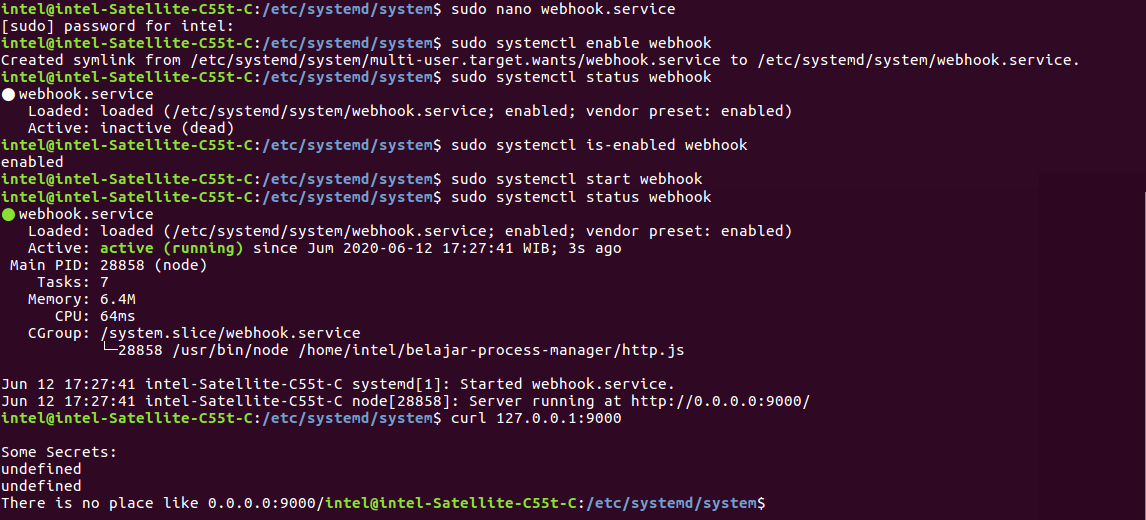 intel@intel-Satellite-C55t-C:/etc/systemd/system$ sudo nano webhook.service
[sudo] password for intel:
intel@intel-Satellite-C55t-C:/etc/systemd/system$ sudo systemctl enable webhook
Created symlink from /etc/systemd/system/multi-user.target.wants/webhook.service to /etc/systemd/system/webhook.service.
intel@intel-Satellite-C55t-C:/etc/systemd/system$ sudo systemctl status webhook
● webhook.service
   Loaded: loaded (/etc/systemd/system/webhook.service; enabled; vendor preset: enabled)
   Active: inactive (dead)
intel@intel-Satellite-C55t-C:/etc/systemd/system$ sudo systemctl is-enabled webhook
enabled
intel@intel-Satellite-C55t-C:/etc/systemd/system$ sudo systemctl start webhook
intel@intel-Satellite-C55t-C:/etc/systemd/system$ sudo systemctl status webhook
● webhook.service
   Loaded: loaded (/etc/systemd/system/webhook.service; enabled; vendor preset: enabled)
   Active: active (running) since Jum 2020-06-12 17:27:41 WIB; 3s ago
 Main PID: 28858 (node)
    Tasks: 7
   Memory: 6.4M
      CPU: 64ms
   CGroup: /system.slice/webhook.service
           └─28858 /usr/bin/node /home/intel/belajar-process-manager/http.js

Jun 12 17:27:41 intel-Satellite-C55t-C systemd[1]: Started webhook.service.
Jun 12 17:27:41 intel-Satellite-C55t-C node[28858]: Server running at http://0.0.0.0:9000/
intel@intel-Satellite-C55t-C:/etc/systemd/system$ curl 127.0.0.1:9000

Some Secrets:
undefined
undefined
There is no place like 0.0.0.0:9000/intel@intel-Satellite-C55t-C:/etc/systemd/system$